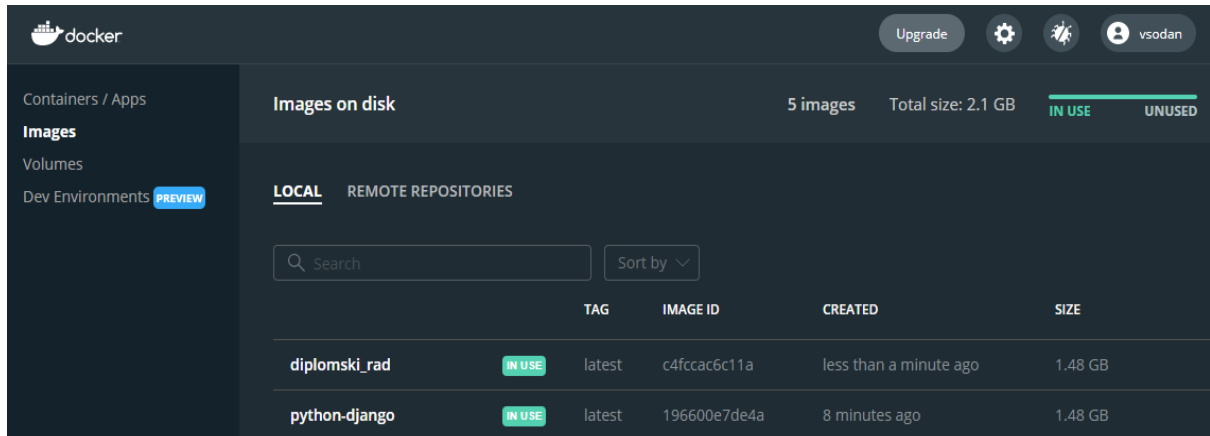 docker
Upgrade
vsodan
Containers / Apps
Images
Volumes
Dev Environments PREVIEW
Images on disk
5 images Total size: 2.1 GB
IN USE UNUSED
LOCAL REMOTE REPOSITORIES
Search Sort by
TAG IMAGE ID CREATED SIZE
diplomski_rad IN USE latest c4fccac6c11a less than a minute ago 1.48 GB
python-django IN USE latest 196600e7de4a 8 minutes ago 1.48 GB